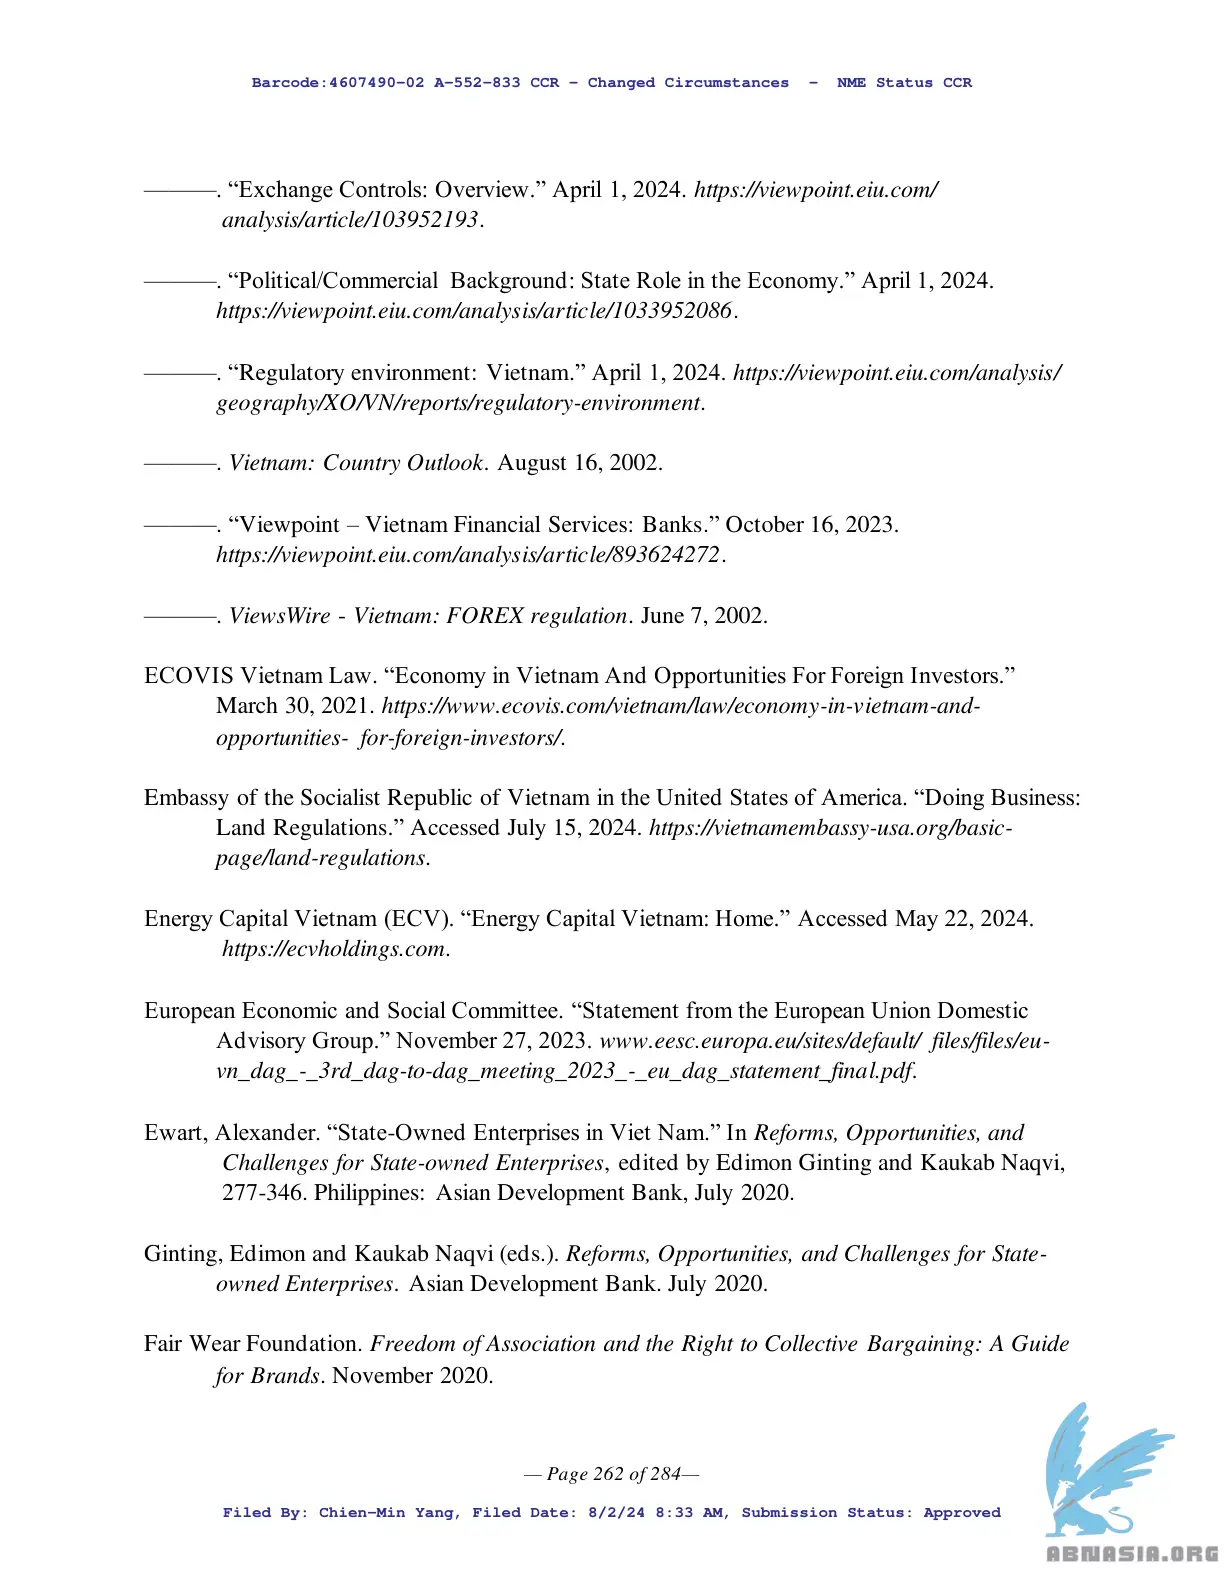 Barcode:4607490-02 A-552-833 CCR - Changed Circumstances - NME Status CCR
———. “Exchange Controls: Overview.” April 1, 2024. https://viewpoint.eiu.com/
analysis/article/103952193.
———. “Political/Commercial Background: State Role in the Economy.” April 1, 2024.
https://viewpoint.eiu.com/analysis/article/1033952086.
———. “Regulatory environment: Vietnam.” April 1, 2024. https://viewpoint.eiu.com/analysis/
geography/XO/VN/reports/regulatory-environment.
———. Vietnam: Country Outlook. August 16, 2002.
———. “Viewpoint – Vietnam Financial Services: Banks.” October 16, 2023.
https://viewpoint.eiu.com/analysis/article/893624272.
———. ViewsWire - Vietnam: FOREX regulation. June 7, 2002.
ECOVIS Vietnam Law. “Economy in Vietnam And Opportunities For Foreign Investors.”
March 30, 2021. https://www.ecovis.com/vietnam/law/economy-in-vietnam-and-
opportunities- for-foreign-investors/.
Embassy of the Socialist Republic of Vietnam in the United States of America. “Doing Business:
Land Regulations.” Accessed July 15, 2024. https://vietnamembassy-usa.org/basic-
page/land-regulations.
Energy Capital Vietnam (ECV). “Energy Capital Vietnam: Home.” Accessed May 22, 2024.
https://ecvholdings.com.
European Economic and Social Committee. “Statement from the European Union Domestic
Advisory Group.” November 27, 2023. www.eesc.europa.eu/sites/default/ files/files/eu-
vn_dag_-_3rd_dag-to-dag_meeting_2023_-_eu_dag_statement_final.pdf.
Ewart, Alexander. “State-Owned Enterprises in Viet Nam.” In Reforms, Opportunities, and
Challenges for State-owned Enterprises, edited by Edimon Ginting and Kaukab Naqvi,
277-346. Philippines: Asian Development Bank, July 2020.
Ginting, Edimon and Kaukab Naqvi (eds.). Reforms, Opportunities, and Challenges for State-
owned Enterprises. Asian Development Bank. July 2020.
Fair Wear Foundation. Freedom of Association and the Right to Collective Bargaining: A Guide
for Brands. November 2020.
— Page 262 of 284—
Filed By: Chien-Min Yang, Filed Date: 8/2/24 8:33 AM, Submission Status: Approved
ABNASIA.ORG